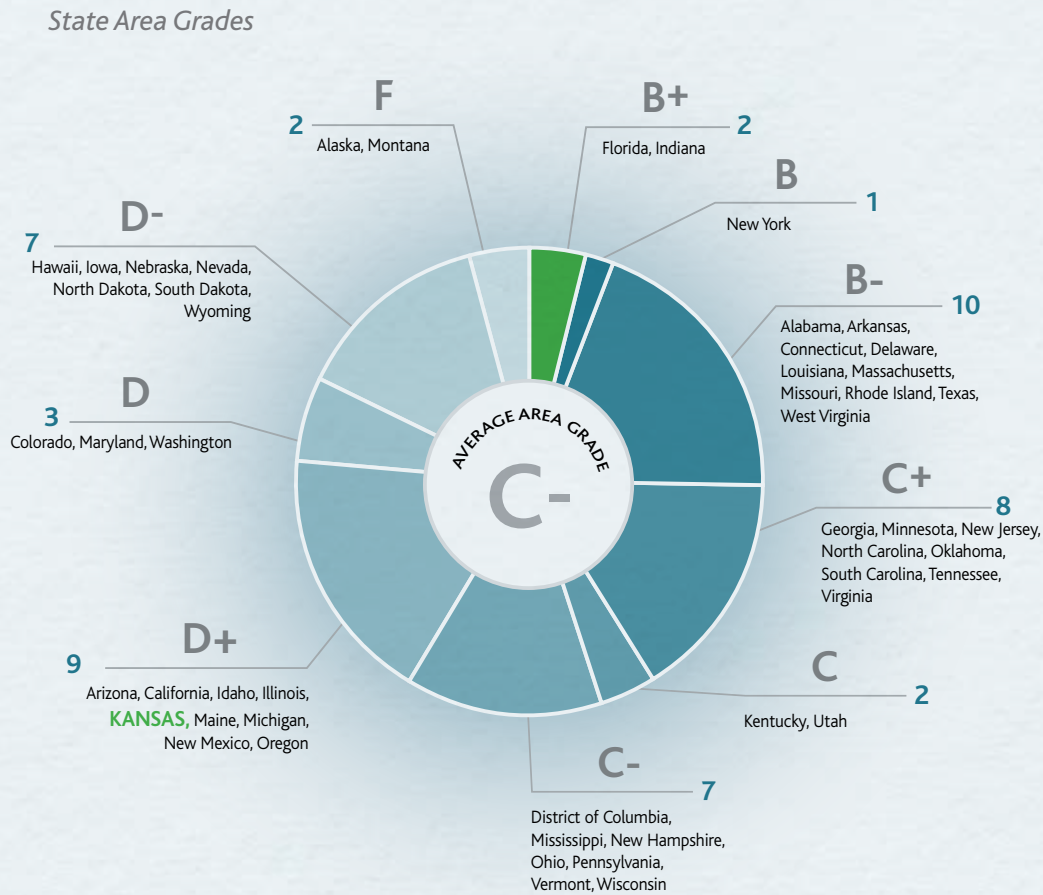 State Area Grades
F
2
Alaska, Montana
B+
2
Florida, Indiana
B
1
New York
B-
10
Alabama, Arkansas,
Connecticut, Delaware,
Louisiana, Massachusetts,
Missouri, Rhode Island, Texas,
West Virginia
C+
8
Georgia, Minnesota, New Jersey,
North Carolina, Oklahoma,
South Carolina, Tennessee,
Virginia
C
2
Kentucky, Utah
C-
7
District of Columbia,
Mississippi, New Hampshire,
Ohio, Pennsylvania,
Vermont, Wisconsin
D+
9
Arizona, California, Idaho, Illinois,
KANSAS, Maine, Michigan,
New Mexico, Oregon
D
3
Colorado, Maryland, Washington
D-
7
Hawaii, Iowa, Nebraska, Nevada,
North Dakota, South Dakota,
Wyoming
AVERAGE AREA GRADE
C-